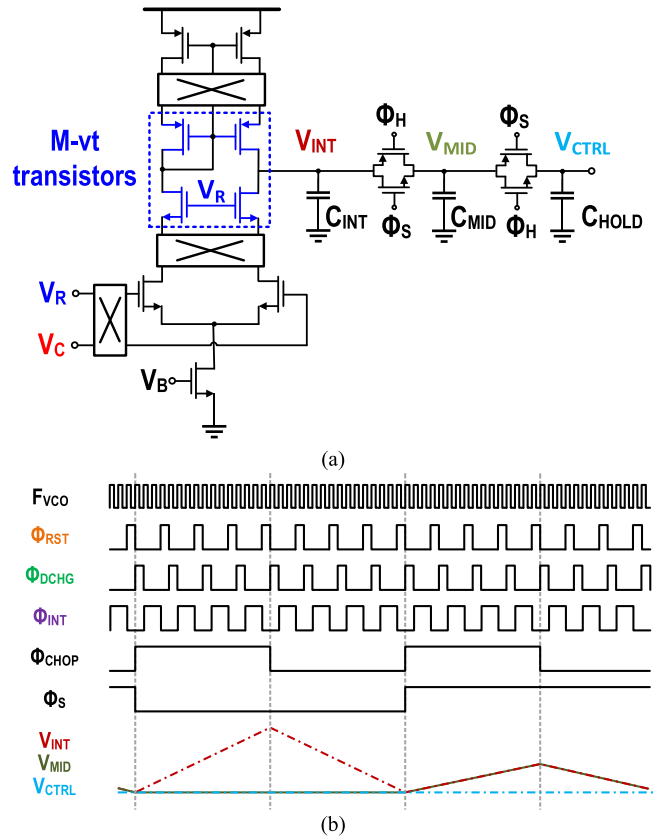 M-vt
transistors
V_R
V_INT
Φ_H
Φ_S
V_MID
Φ_S
Φ_H
V_CTRL
C_INT
C_MID
C_HOLD
V_R
V_C
V_B
(a)
F_VCO
Φ_RST
Φ_DCHG
Φ_INT
Φ_CHOP
Φ_S
V_INT
V_MID
V_CTRL
(b)